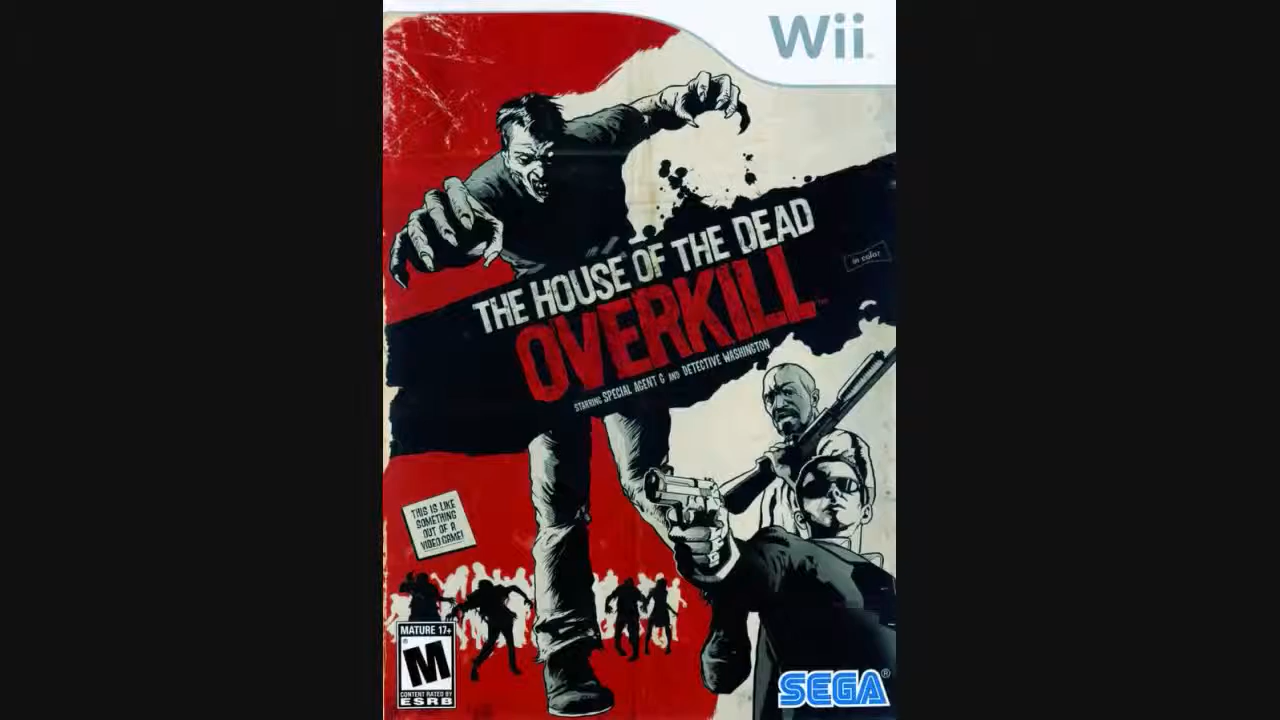 Wii
THE HOUSE OF THE DEAD
OVERKILL™
in color
STARRING SPECIAL AGENT G AND DETECTIVE WASHINGTON
THIS IS LIKE
SOMETHING
OUT OF A
VIDEO GAME!
MATURE 17+
M
CONTENT RATED BY
ESRB
SEGA®